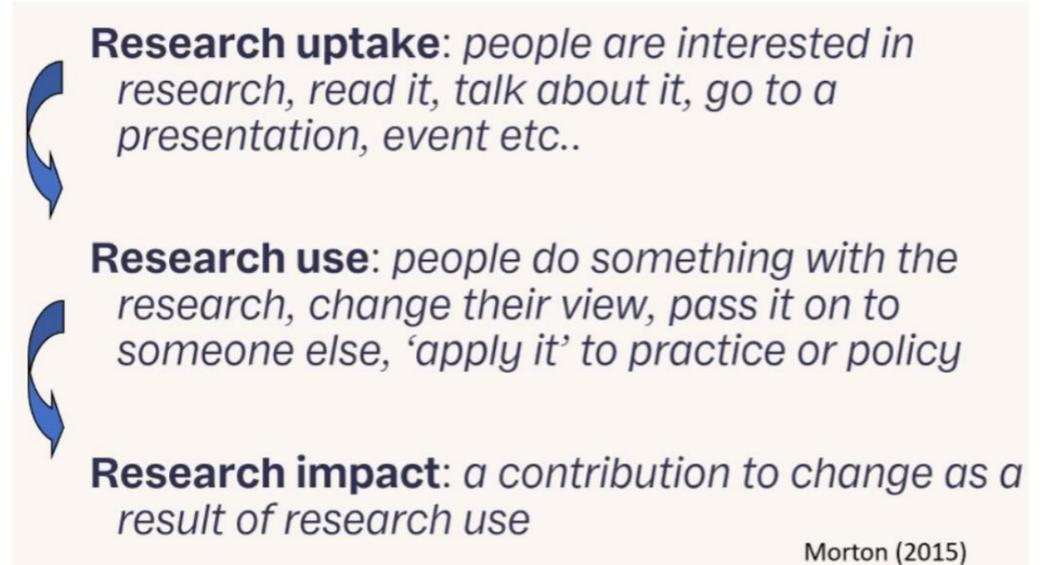 Research uptake: people are interested in
research, read it, talk about it, go to a
presentation, event etc..
Research use: people do something with the
research, change their view, pass it on to
someone else, ‘apply it’ to practice or policy
Research impact: a contribution to change as a
result of research use
Morton (2015)